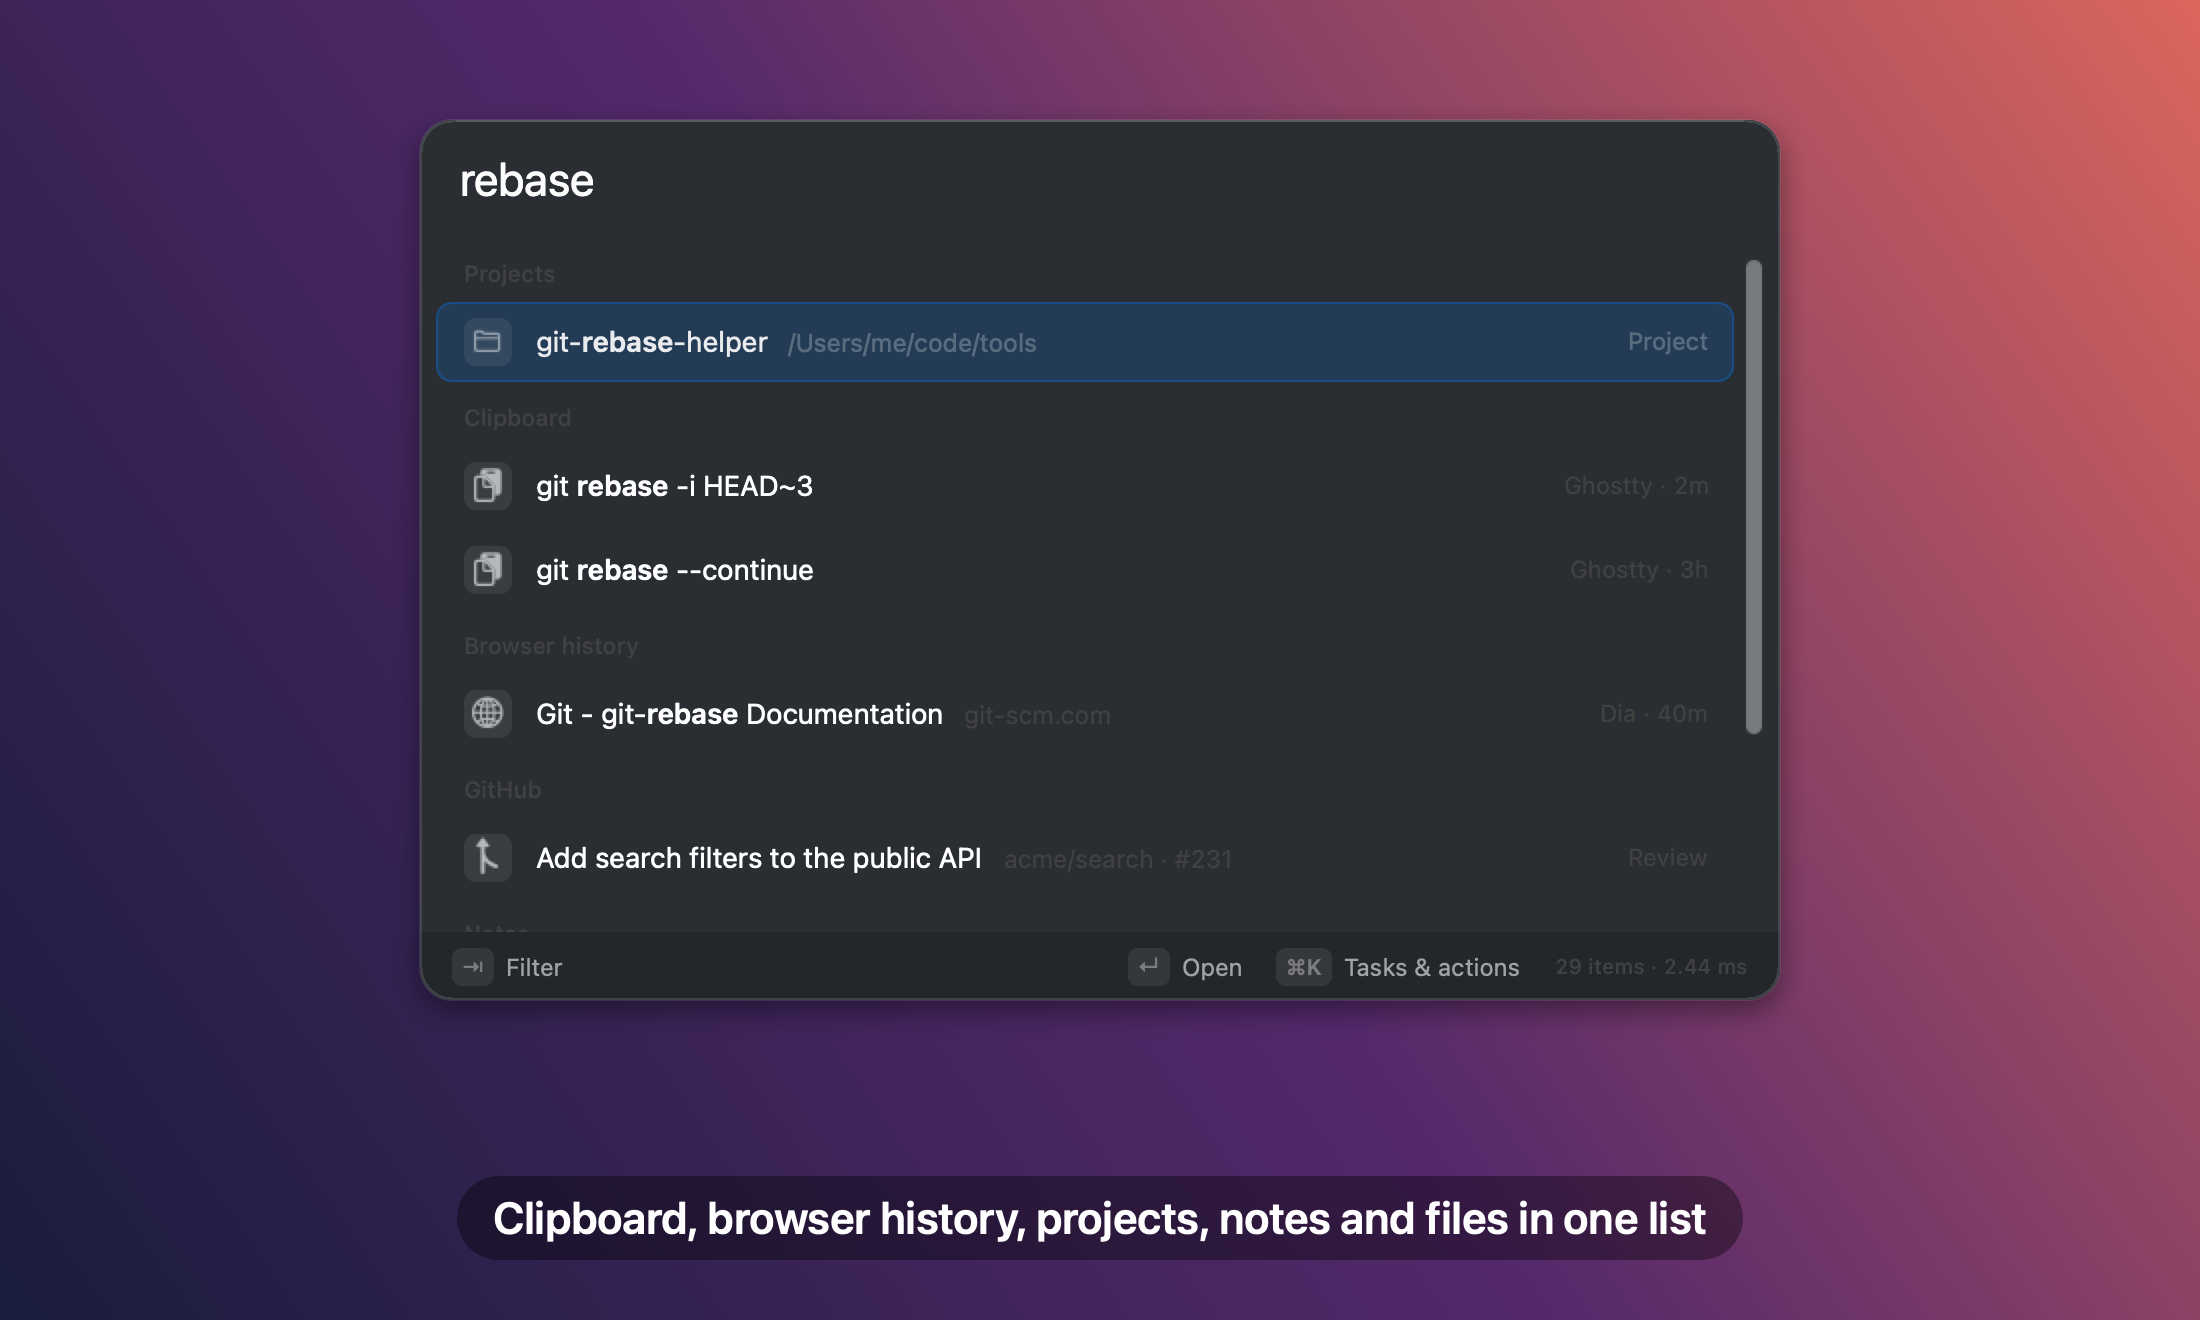 rebase
Projects
git-rebase-helper /Users/me/code/tools Project
Clipboard
git rebase -i HEAD~3 Ghostty · 2m
git rebase --continue Ghostty · 3h
Browser history
Git - git-rebase Documentation git-scm.com Dia · 40m
GitHub
Add search filters to the public API acme/search · #231 Review
Notes
⇥ Filter ↵ Open ⌘K Tasks & actions 29 items · 2.44 ms
Clipboard, browser history, projects, notes and files in one list